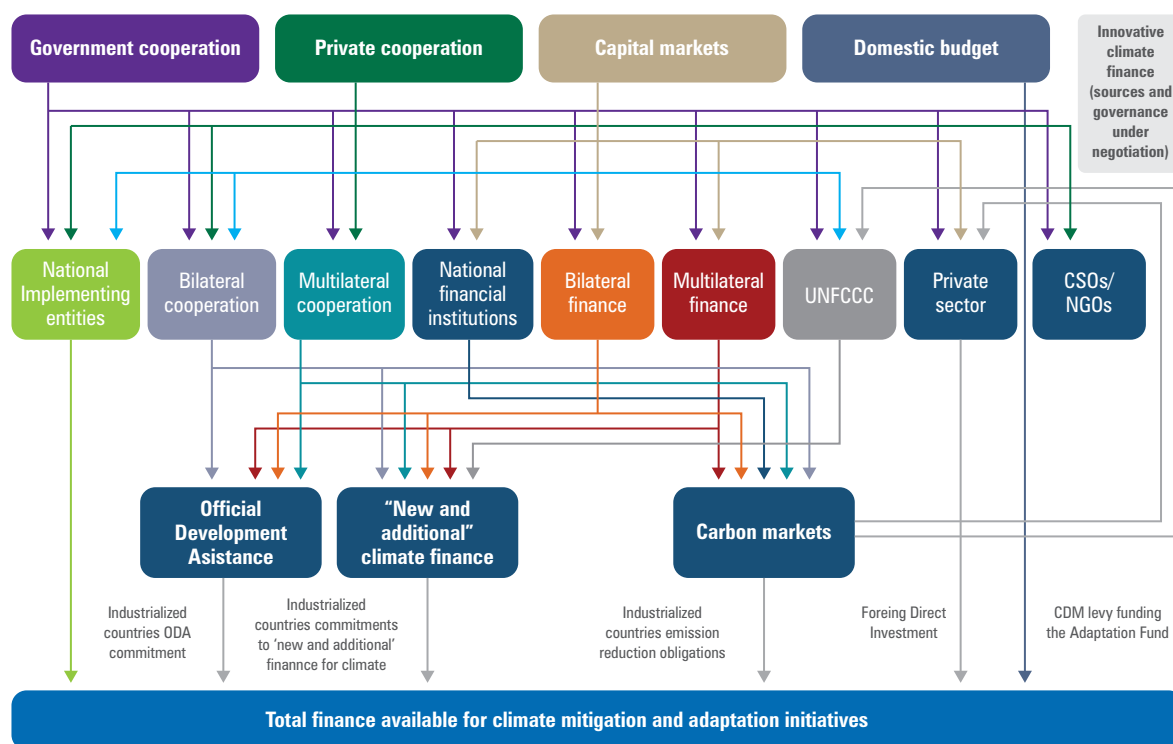 Government cooperation
Private cooperation
Capital markets
Domestic budget
Innovative
climate
finance
(sources and
governance
under
negotiation)
National
Implementing
entities
Bilateral
cooperation
Multilateral
cooperation
National
financial
institutions
Bilateral
finance
Multilateral
finance
UNFCCC
Private
sector
CSOs/
NGOs
Official
Development
Asistance
“New and
additional”
climate finance
Carbon markets
Industrialized
countries ODA
commitment
Industrialized
countries commitments
to ‘new and additional’
finannce for climate
Industrialized
countries emission
reduction obligations
Foreing Direct
Investment
CDM levy funding
the Adaptation Fund
Total finance available for climate mitigation and adaptation initiatives